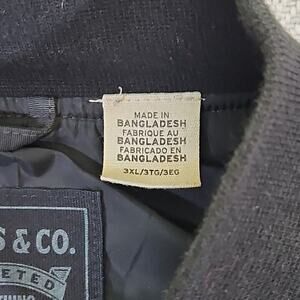 MADE IN
BANGLADESH
FABRIQUE AU
BANGLADESH
FABRICADO EN
BANGLADESH
3XL/3TG/3EG
S & CO.